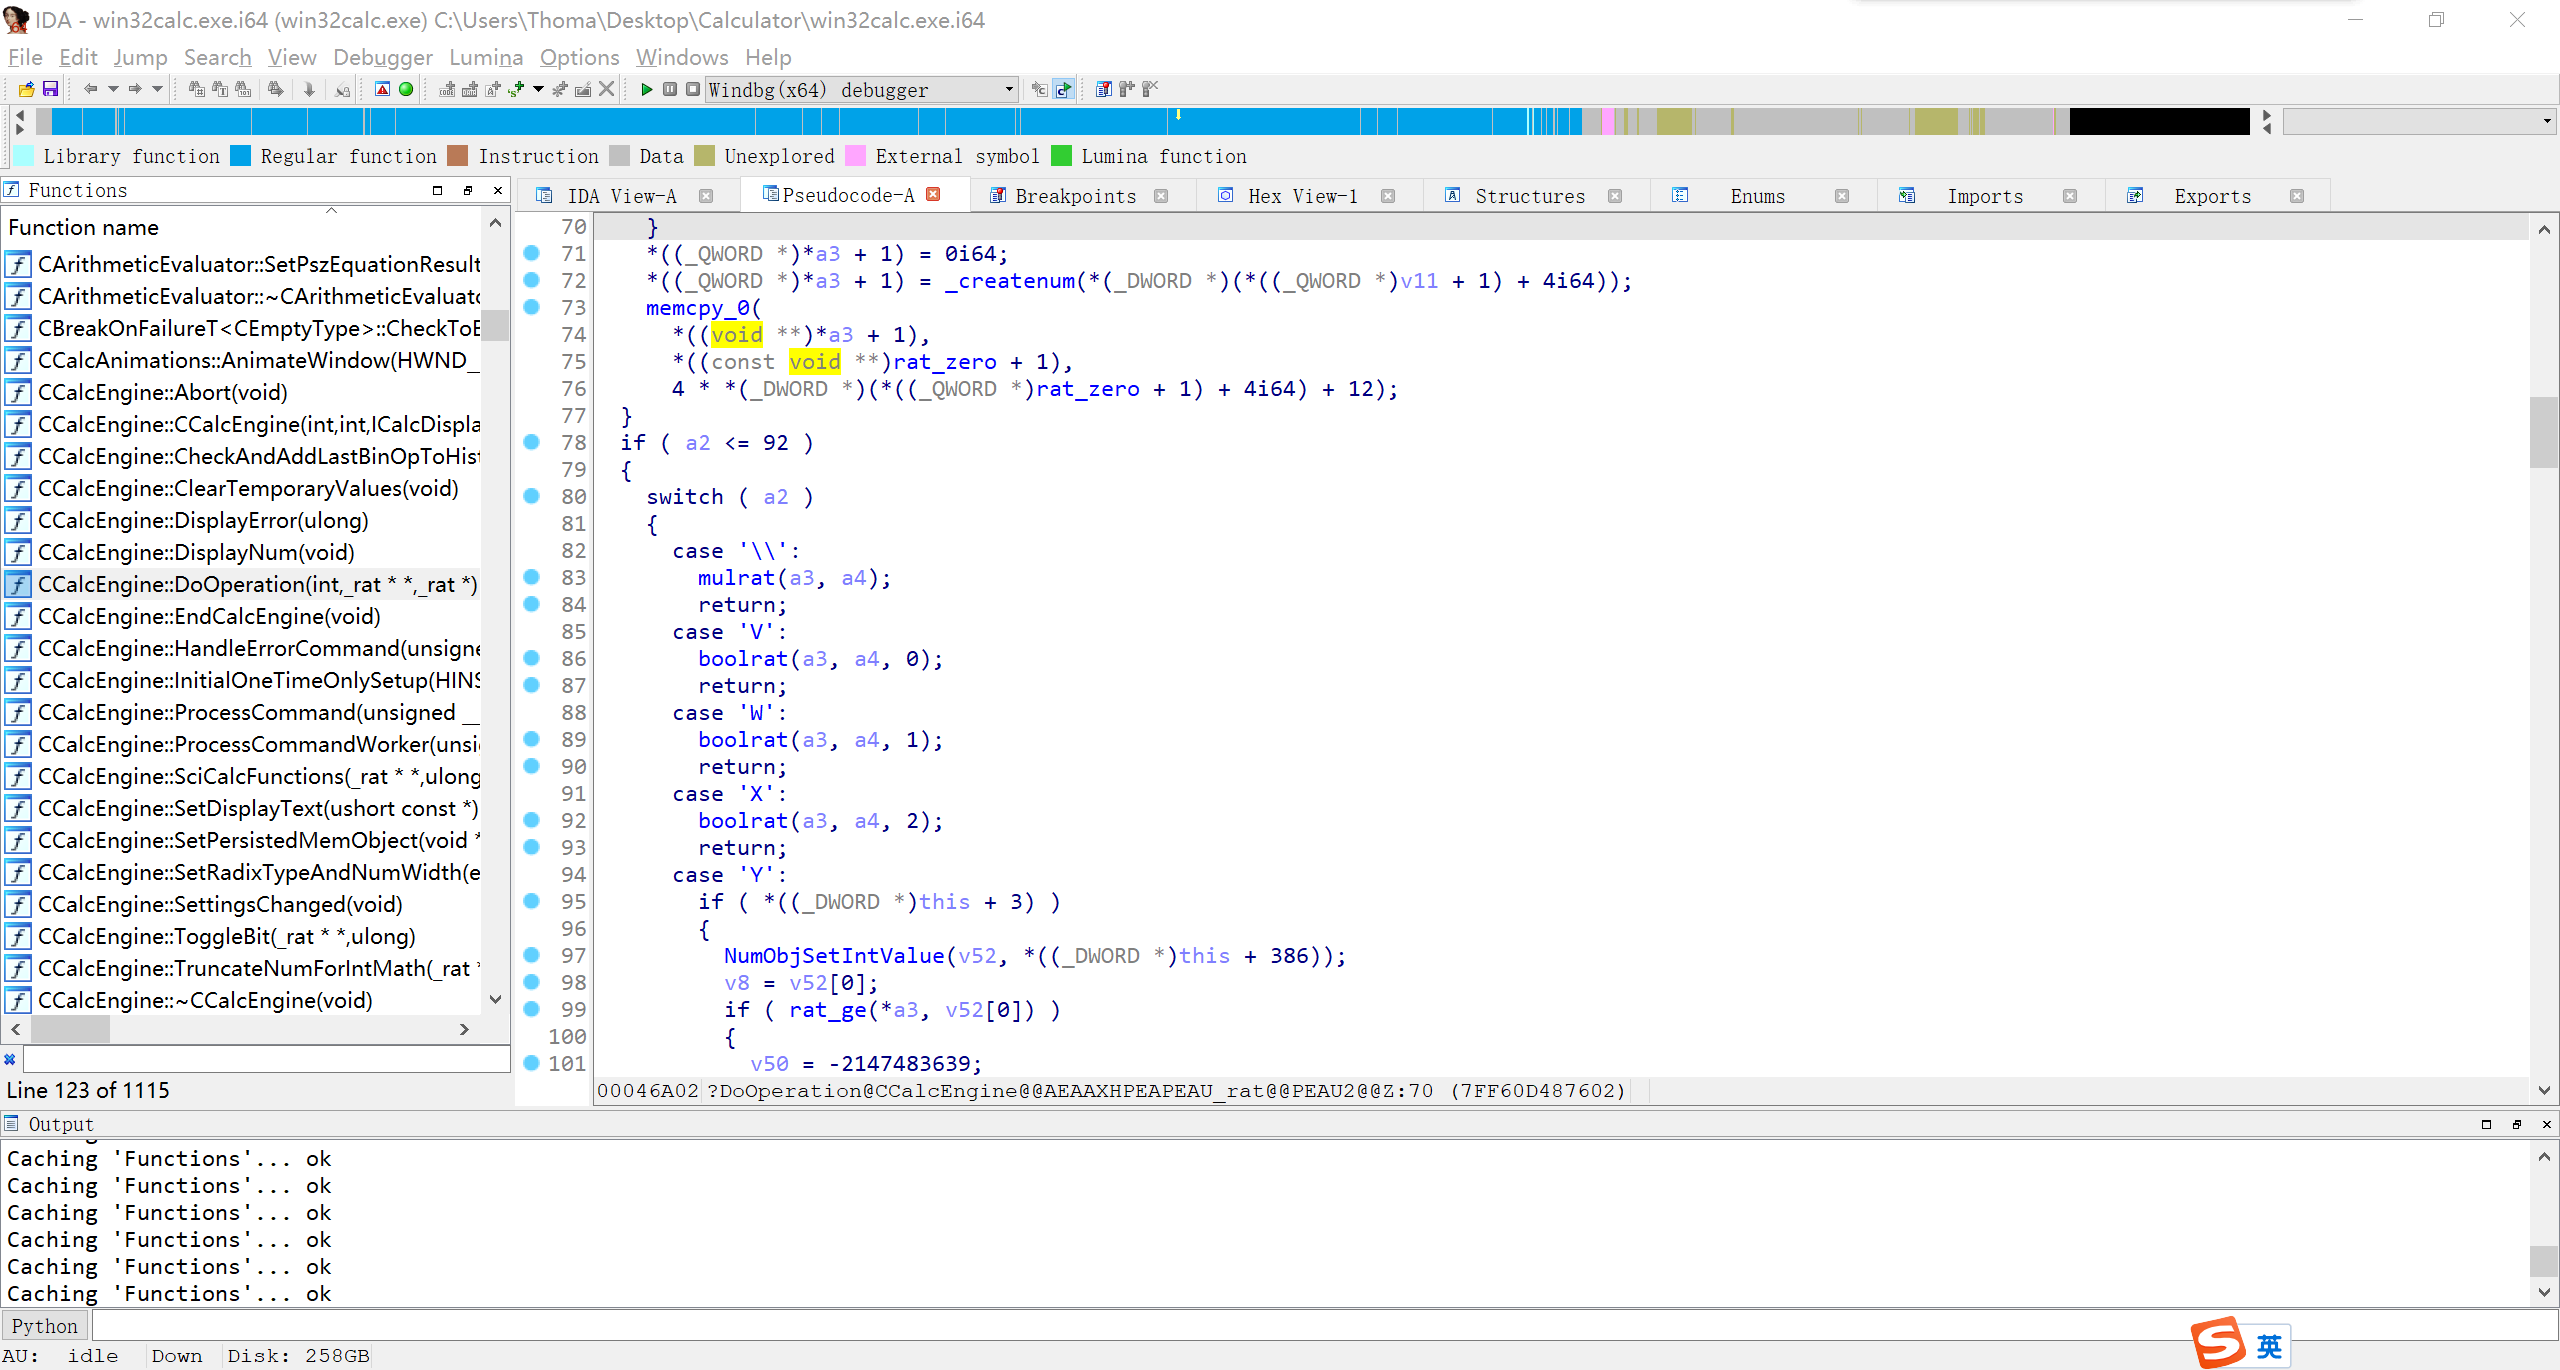 IDA - win32calc.exe.i64 (win32calc.exe) C:\Users\Thoma\Desktop\Calculator\win32calc.exe.i64
File Edit Jump Search View Debugger Lumina Options Windows Help
Windbg(x64) debugger
Library function Regular function Instruction Data Unexplored External symbol Lumina function
Functions
Function name
CArithmeticEvaluator::SetPszEquationResult
CArithmeticEvaluator::~CArithmeticEvaluato
CBreakOnFailureT<CEmptyType>::CheckToE
CCalcAnimations::AnimateWindow(HWND_
CCalcEngine::Abort(void)
CCalcEngine::CCalcEngine(int,int,ICalcDispla
CCalcEngine::CheckAndAddLastBinOpToHist
CCalcEngine::ClearTemporaryValues(void)
CCalcEngine::DisplayError(ulong)
CCalcEngine::DisplayNum(void)
CCalcEngine::DoOperation(int,_rat * *,_rat *)
CCalcEngine::EndCalcEngine(void)
CCalcEngine::HandleErrorCommand(unsigne
CCalcEngine::InitialOneTimeOnlySetup(HINS
CCalcEngine::ProcessCommand(unsigned __
CCalcEngine::ProcessCommandWorker(unsi
CCalcEngine::SciCalcFunctions(_rat * *,ulong
CCalcEngine::SetDisplayText(ushort const *)
CCalcEngine::SetPersistedMemObject(void *
CCalcEngine::SetRadixTypeAndNumWidth(e
CCalcEngine::SettingsChanged(void)
CCalcEngine::ToggleBit(_rat * *,ulong)
CCalcEngine::TruncateNumForIntMath(_rat *
CCalcEngine::~CCalcEngine(void)
Line 123 of 1115
IDA View-A Pseudocode-A Breakpoints Hex View-1 Structures Enums Imports Exports
70 }
71 *((_QWORD *)*a3 + 1) = 0i64;
72 *((_QWORD *)*a3 + 1) = _createnum(*(_DWORD *)(*((_QWORD *)v11 + 1) + 4i64));
73 memcpy_0(
74 *((void **)*a3 + 1),
75 *((const void **)rat_zero + 1),
76 4 * *(_DWORD *)(*((_QWORD *)rat_zero + 1) + 4i64) + 12);
77 }
78 if ( a2 <= 92 )
79 {
80 switch ( a2 )
81 {
82 case '\\':
83 mulrat(a3, a4);
84 return;
85 case 'V':
86 boolrat(a3, a4, 0);
87 return;
88 case 'W':
89 boolrat(a3, a4, 1);
90 return;
91 case 'X':
92 boolrat(a3, a4, 2);
93 return;
94 case 'Y':
95 if ( *((_DWORD *)this + 3) )
96 {
97 NumObjSetIntValue(v52, *((_DWORD *)this + 386));
98 v8 = v52[0];
99 if ( rat_ge(*a3, v52[0]) )
100 {
101 v50 = -2147483639;
00046A02 ?DoOperation@CCalcEngine@@AEAAXHPEAPEAU_rat@@PEAU2@@Z:70 (7FF60D487602)
Output
Caching 'Functions'... ok
Caching 'Functions'... ok
Caching 'Functions'... ok
Caching 'Functions'... ok
Caching 'Functions'... ok
Caching 'Functions'... ok
Python
AU: idle Down Disk: 258GB
英